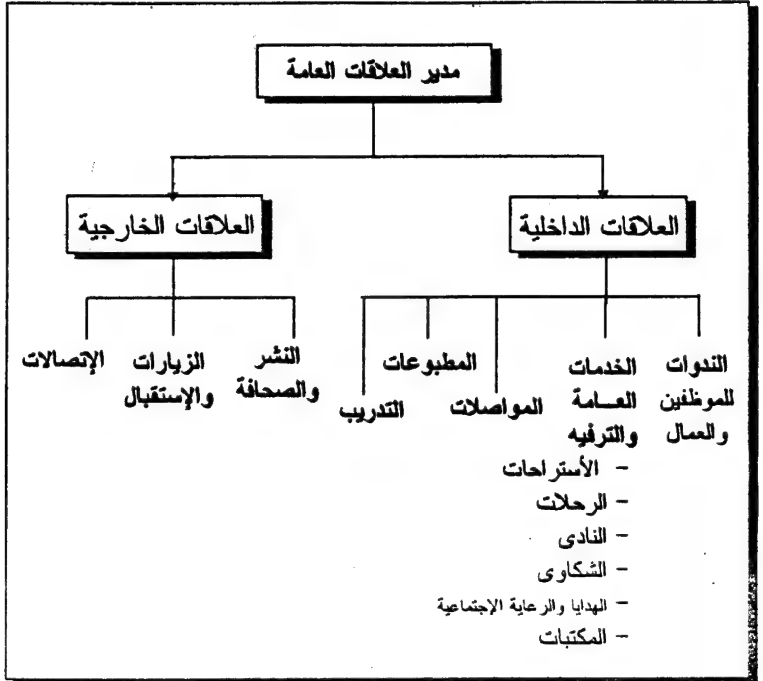 مدير العلاقات العامة
العلاقات الداخلية
العلاقات الخارجية
الندوات
للموظفين
والعمال
الخدمات
العـامة
والترفيه
المواصلات
المطبوعات
التدريب
النشر
والصحافة
الزيارات
والإستقبال
الإتصالات
– الأستراحات
– الرحلات
– النادى
– الشكاوى
– الهدايا والرعاية الإجتماعية
– المكتبات